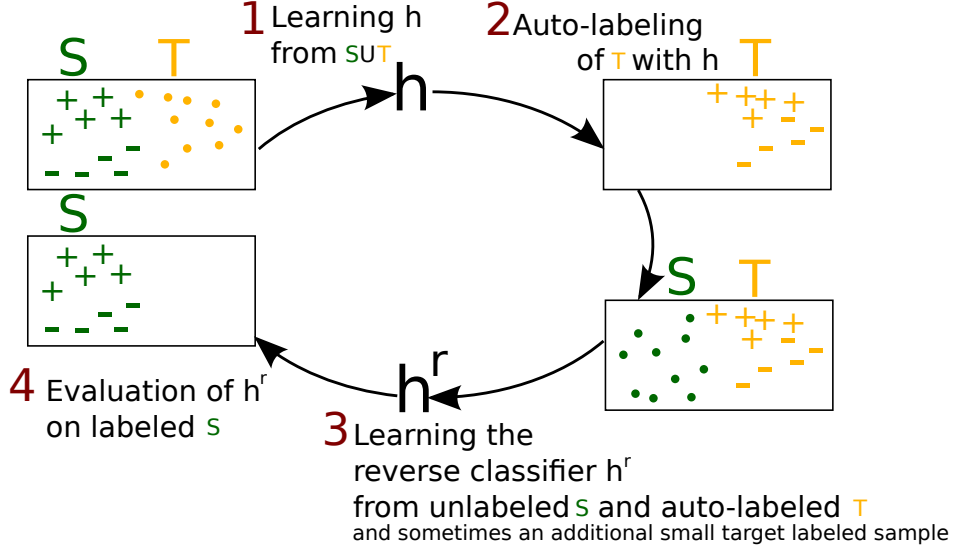 1 Learning h
from SUT
2 Auto-labeling
of T with h
S T
h
T
S
S T
h^r
4 Evaluation of h^r
on labeled S
3 Learning the
reverse classifier h^r
from unlabeled S and auto-labeled T
and sometimes an additional small target labeled sample